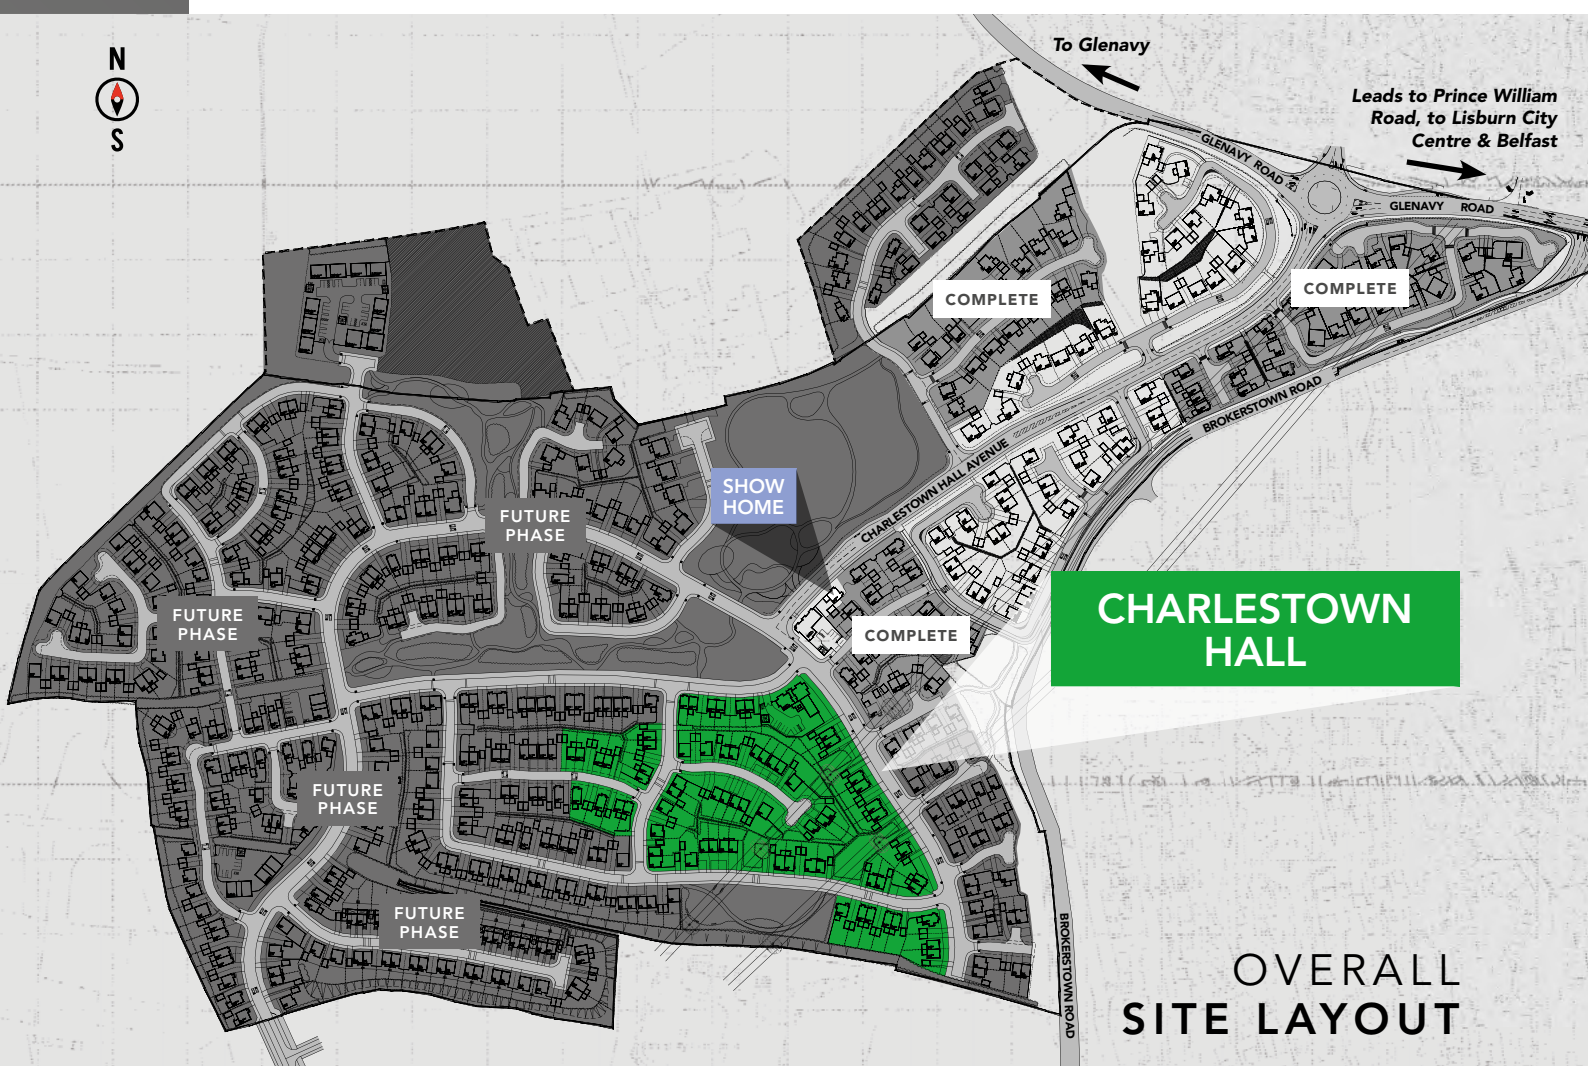 N
S
To Glenavy
Leads to Prince William
Road, to Lisburn City
Centre & Belfast
GLENAVY ROAD
GLENAVY ROAD
COMPLETE
COMPLETE
BROKERSTOWN ROAD
CHARLESTOWN HALL AVENUE
SHOW
HOME
FUTURE
PHASE
FUTURE
PHASE
COMPLETE
CHARLESTOWN
HALL
FUTURE
PHASE
FUTURE
PHASE
BROKERSTOWN ROAD
OVERALL
SITE LAYOUT